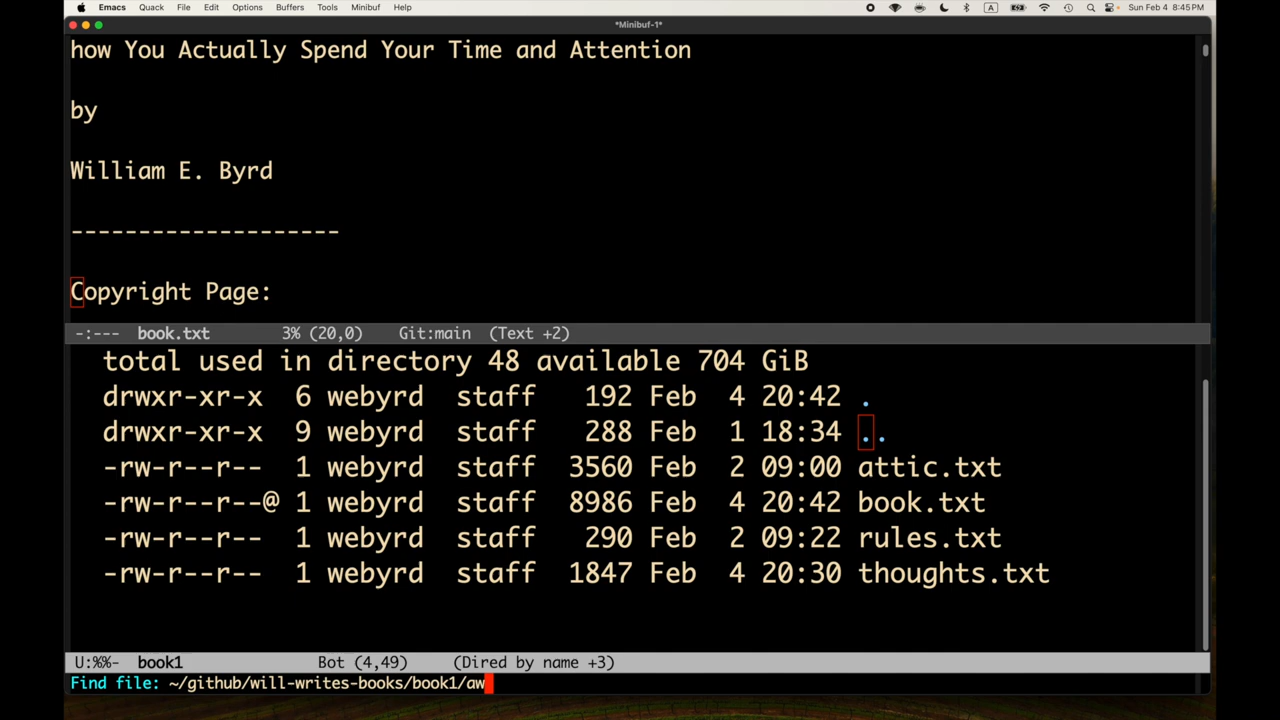 Emacs Quack File Edit Options Buffers Tools Minibuf Help A Sun Feb 4 8:45PM
*Minibuf-1*
how You Actually Spend Your Time and Attention
by
William E. Byrd
--------------------
Copyright Page:
-:--- book.txt 3% (20,0) Git:main (Text +2)
total used in directory 48 available 704 GiB
drwxr-xr-x 6 webyrd staff 192 Feb 4 20:42 .
drwxr-xr-x 9 webyrd staff 288 Feb 1 18:34 ..
-rw-r--r-- 1 webyrd staff 3560 Feb 2 09:00 attic.txt
-rw-r--r--@ 1 webyrd staff 8986 Feb 4 20:42 book.txt
-rw-r--r-- 1 webyrd staff 290 Feb 2 09:22 rules.txt
-rw-r--r-- 1 webyrd staff 1847 Feb 4 20:30 thoughts.txt
U:%%- book1 Bot (4,49) (Dired by name +3)
Find file: ~/github/will-writes-books/book1/aw